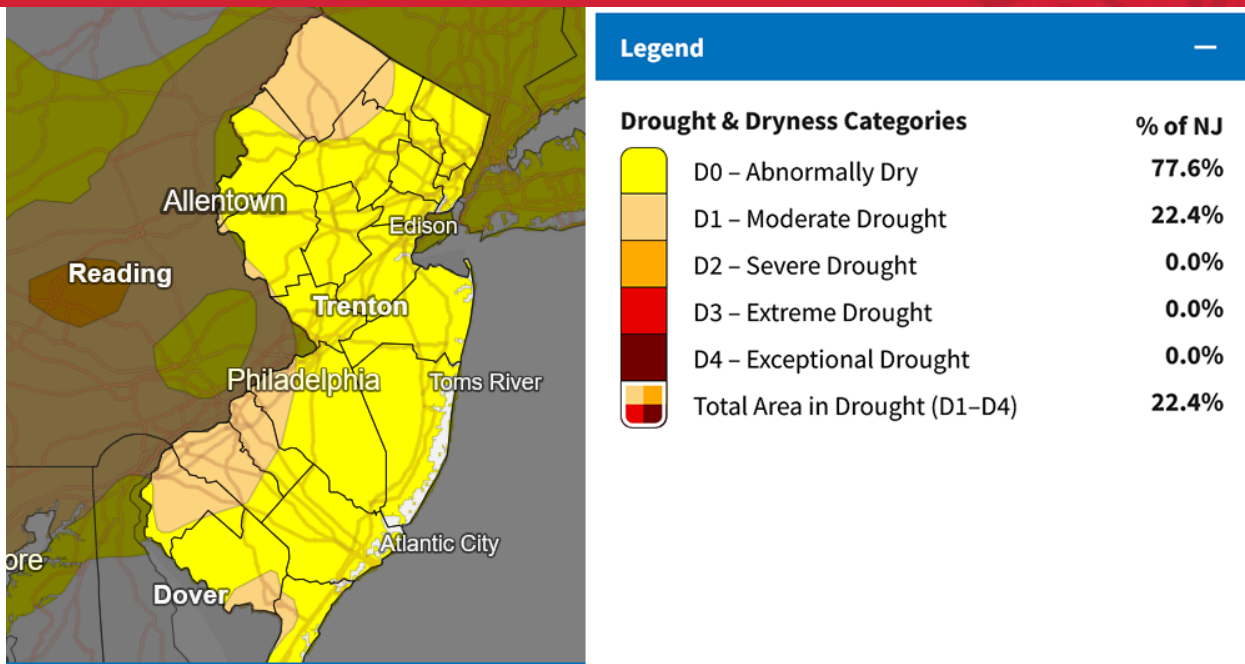 Allentown
Edison
Reading
Trenton
Philadelphia
Toms River
ore
Atlantic City
Dover
Legend
Drought & Dryness Categories % of NJ
D0 – Abnormally Dry 77.6%
D1 – Moderate Drought 22.4%
D2 – Severe Drought 0.0%
D3 – Extreme Drought 0.0%
D4 – Exceptional Drought 0.0%
Total Area in Drought (D1–D4) 22.4%